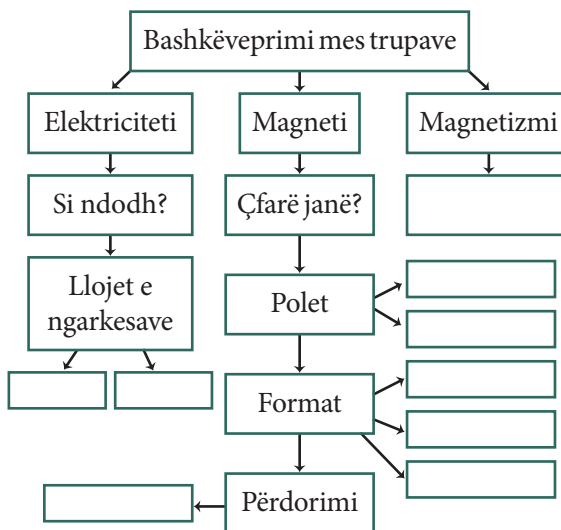 Bashkëveprimi mes trupave
Elektriciteti
Magneti
Magnetizmi
Si ndodh?
Çfarë janë?
Llojet e
ngarkesave
Polet
Format
Përdorimi